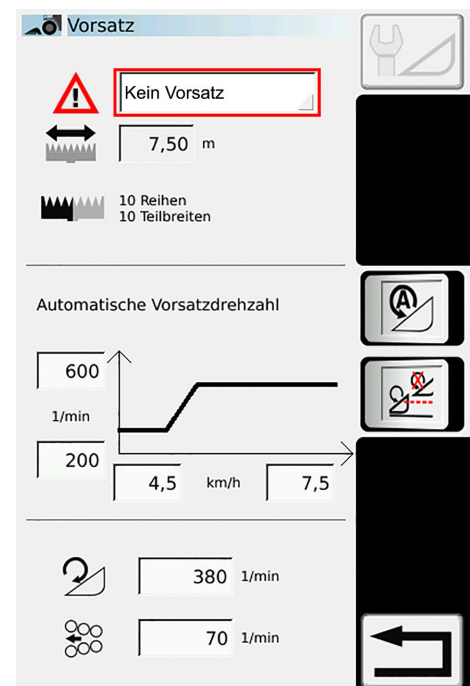 Vorsatz
Kein Vorsatz
7,50 m
10 Reihen
10 Teilbreiten
Automatische Vorsatzdrehzahl
600
1/min
200
4,5 km/h 7,5
380 1/min
70 1/min